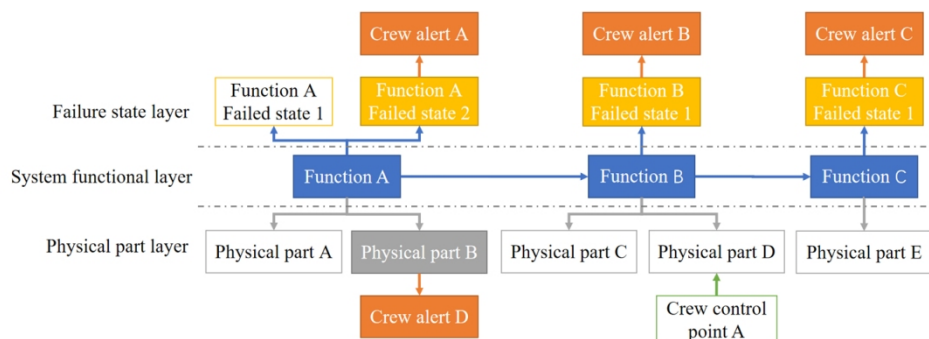 Crew alert A
Crew alert B
Crew alert C
Failure state layer
Function A
Failed state 1
Function A
Failed state 2
Function B
Failed state 1
Function C
Failed state 1
System functional layer
Function A
Function B
Function C
Physical part layer
Physical part A
Physical part B
Physical part C
Physical part D
Physical part E
Crew alert D
Crew control
point A